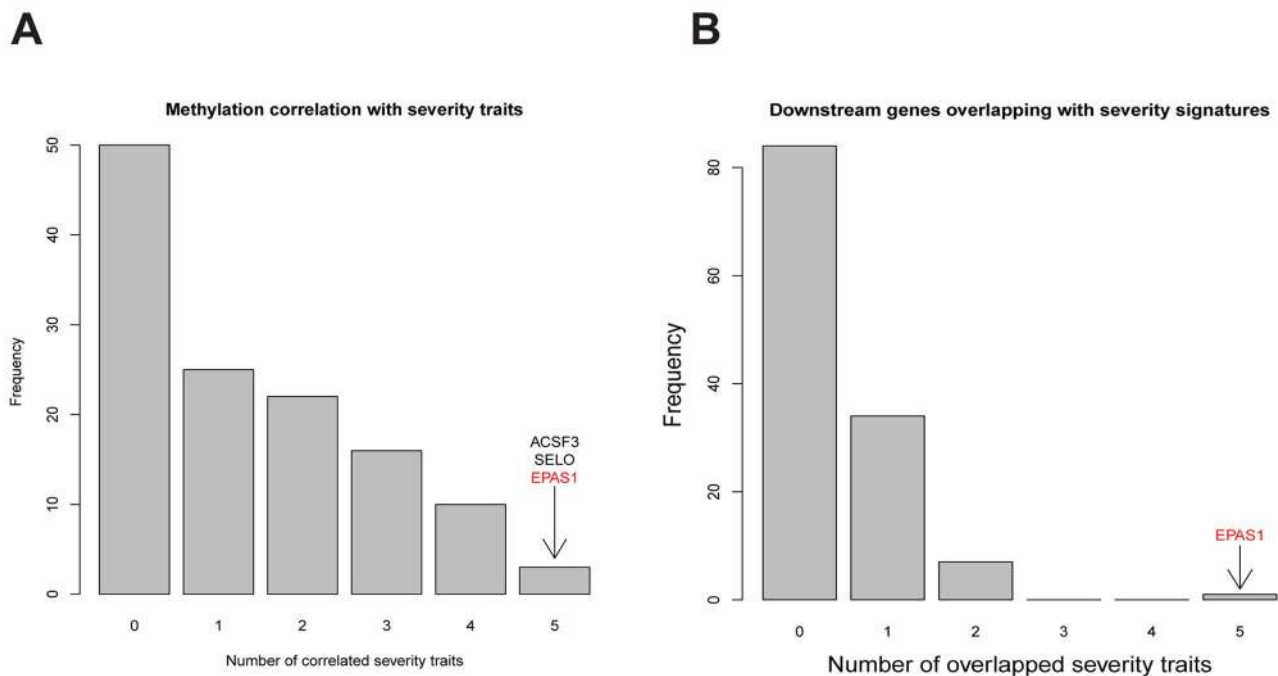 A
Methylation correlation with severity traits
Frequency
50
40
30
20
10
0
ACSF3
SELO
EPAS1
0 1 2 3 4 5
Number of correlated severity traits
B
Downstream genes overlapping with severity signatures
Frequency
80
60
40
20
0
EPAS1
0 1 2 3 4 5
Number of overlapped severity traits